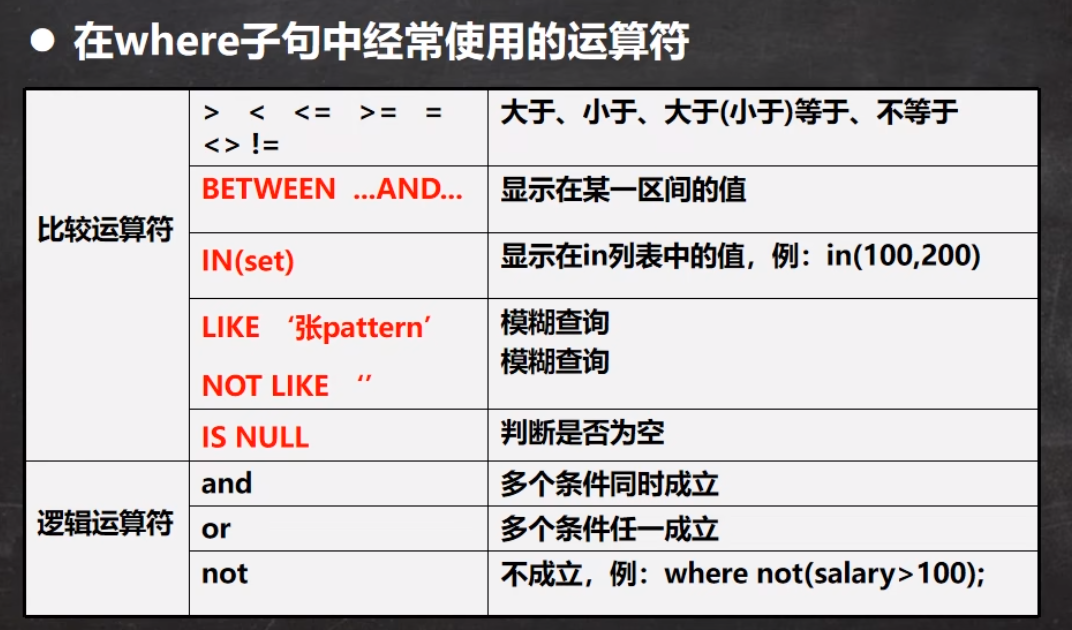 ● 在where子句中经常使用的运算符
比较运算符
> < <= >= =
<> !=
大于、小于、大于(小于)等于、不等于
BETWEEN ...AND...
显示在某一区间的值
IN(set)
显示在in列表中的值，例：in(100,200)
LIKE ‘张pattern’
NOT LIKE ‘’
模糊查询
模糊查询
IS NULL
判断是否为空
逻辑运算符
and
多个条件同时成立
or
多个条件任一成立
not
不成立，例：where not(salary>100);